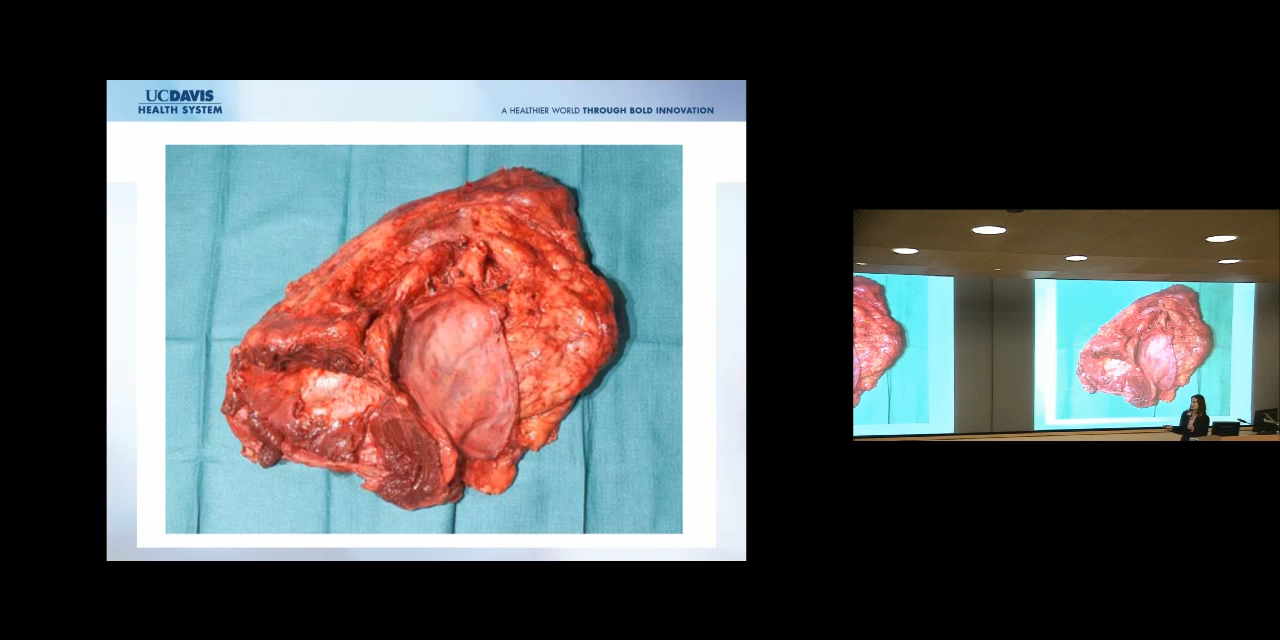 UCDAVIS
HEALTH SYSTEM
A HEALTHIER WORLD THROUGH BOLD INNOVATION